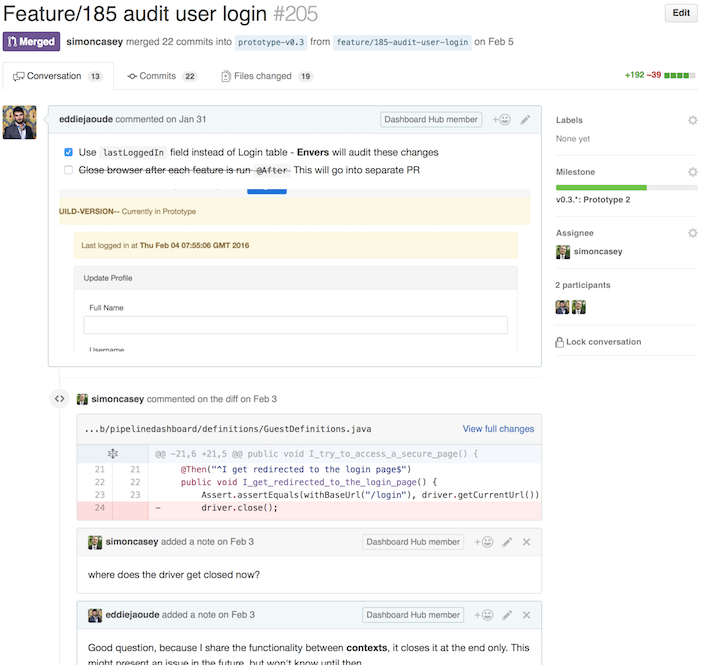 Feature/185 audit user login #205
Edit
Merged simoncasey merged 22 commits into prototype-v0.3 from feature/185-audit-user-login on Feb 5
Conversation 13
Commits 22
Files changed 19
+192 −39
eddiejaoude commented on Jan 31
Dashboard Hub member
Use lastLoggedIn field instead of Login table - Envers will audit these changes
Close browser after each feature is run @After This will go into separate PR
UILD-VERSION-- Currently in Prototype
Last logged in at Thu Feb 04 07:55:06 GMT 2016
Update Profile
Full Name
Username
Labels
None yet
Milestone
v0.3.*: Prototype 2
Assignee
simoncasey
2 participants
Lock conversation
simoncasey commented on the diff on Feb 3
...b/pipelinedashboard/definitions/GuestDefinitions.java
View full changes
@@ -21,6 +21,5 @@ public void I_try_to_access_a_secure_page() {
21 21 @Then("^I get redirected to the login page$")
22 22 public void I_get_redirected_to_the_login_page() {
23 23 Assert.assertEquals(withBaseUrl("/login"), driver.getCurrentUrl())
24 - driver.close();
simoncasey added a note on Feb 3
Dashboard Hub member
where does the driver get closed now?
eddiejaoude added a note on Feb 3
Dashboard Hub member
Good question, because I share the functionality between contexts, it closes it at the end only. This
might present an issue in the future, but won't know until then